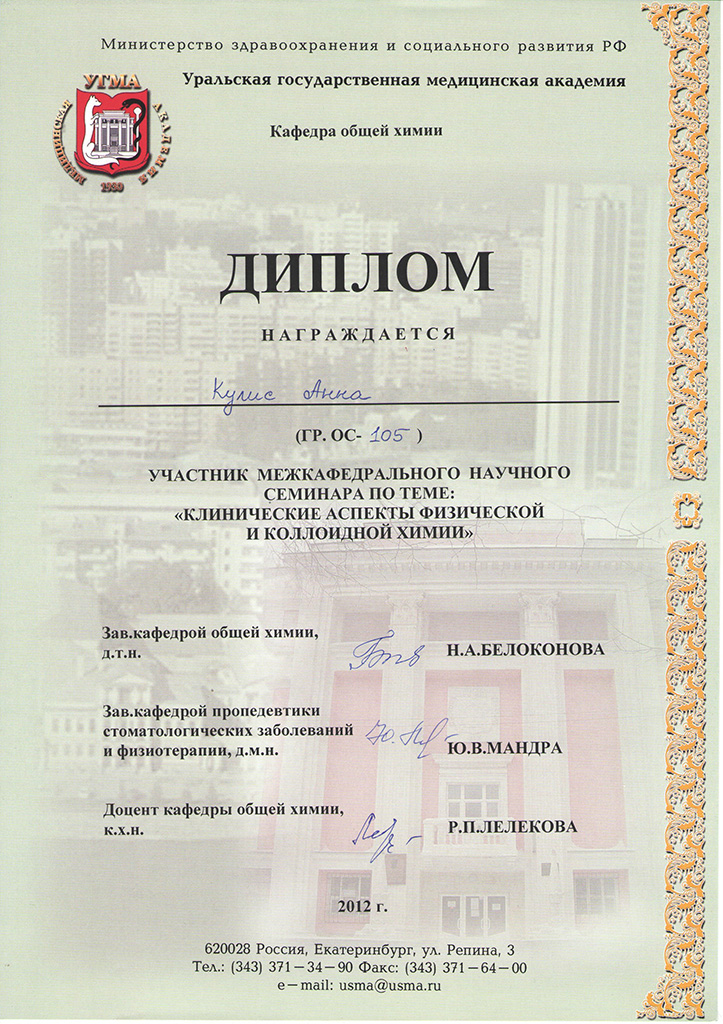 Министерство здравоохранения и социального развития РФ
Уральская государственная медицинская академия
Кафедра общей химии
УГМА
МЕДИЦИНСКАЯ АКАДЕМИЯ
1930
ДИПЛОМ
НАГРАЖДАЕТСЯ
Кулис Анна
(ГР. ОС- 105 )
УЧАСТНИК МЕЖКАФЕДРАЛЬНОГО НАУЧНОГО
СЕМИНАРА ПО ТЕМЕ:
«КЛИНИЧЕСКИЕ АСПЕКТЫ ФИЗИЧЕСКОЙ
И КОЛЛОИДНОЙ ХИМИИ»
Зав.кафедрой общей химии,
д.т.н.
Н.А.БЕЛОКОНОВА
Зав.кафедрой пропедевтики
стоматологических заболеваний
и физиотерапии, д.м.н.
Ю.В.МАНДРА
Доцент кафедры общей химии,
к.х.н.
Р.П.ЛЕЛЕКОВА
2012 г.
620028 Россия, Екатеринбург, ул. Репина, 3
Тел.: (343) 371－34－90 Факс: (343) 371－64－00
e－mail: usma@usma.ru